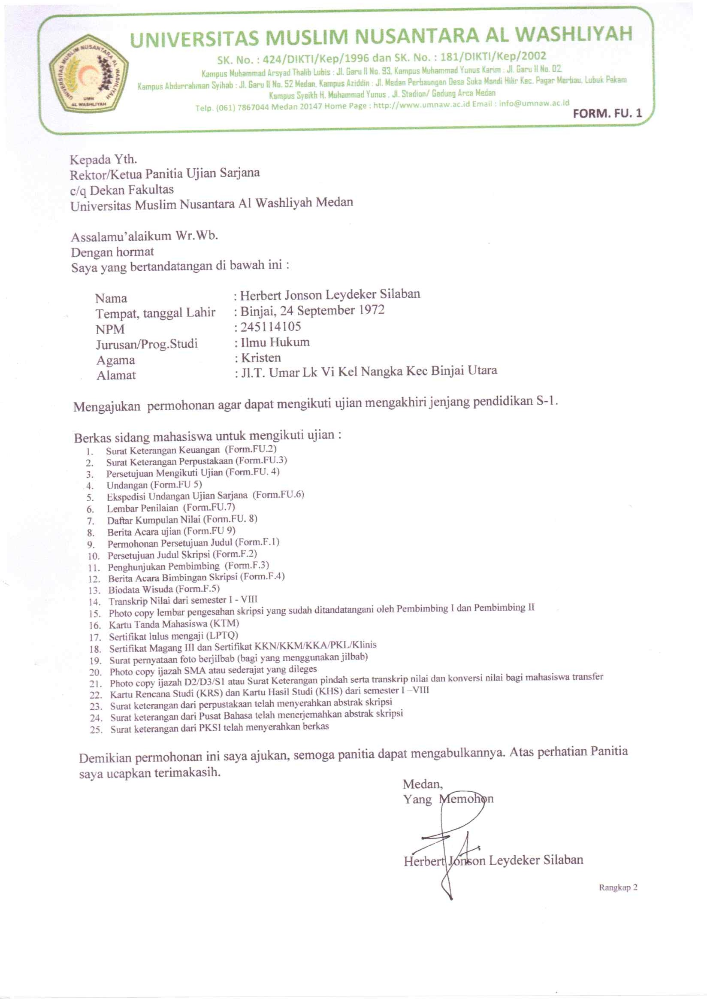 UNIVERSITAS MUSLIM NUSANTARA AL WASHLIYAH
UMN
AL WASHLIYAH
UNIVERSITAS MUSLIM NUSANTARA AL WASHLIYAH
SK. No. : 424/DIKTI/Kep/1996 dan SK. No. : 181/DIKTI/Kep/2002
Kampus Muhammad Arsyad Thalib Lubis : Jl. Garu II No. 93, Kampus Muhammad Yunus Karim : Jl. Garu II No. 02,
Kampus Abdurrahman Syihab : Jl. Garu II No. 52 Medan, Kampus Aziddin : Jl. Medan Perbaungan Desa Suka Mandi Hilir Kec. Pagar Merbau, Lubuk Pakam
Kampus Syeikh H. Muhammad Yunus , Jl. Stadion/ Gedung Arca Medan
Telp. (061) 7867044 Medan 20147 Home Page : http://www.umnaw.ac.id Email : info@umnaw.ac.id
FORM. FU. 1
Kepada Yth.
Rektor/Ketua Panitia Ujian Sarjana
c/q Dekan Fakultas
Universitas Muslim Nusantara Al Washliyah Medan
Assalamu’alaikum Wr.Wb.
Dengan hormat
Saya yang bertandatangan di bawah ini :
Nama : Herbert Jonson Leydeker Silaban
Tempat, tanggal Lahir : Binjai, 24 September 1972
NPM : 245114105
Jurusan/Prog.Studi : Ilmu Hukum
Agama : Kristen
Alamat : Jl.T. Umar Lk Vi Kel Nangka Kec Binjai Utara
Mengajukan permohonan agar dapat mengikuti ujian mengakhiri jenjang pendidikan S-1.
Berkas sidang mahasiswa untuk mengikuti ujian :
1. Surat Keterangan Keuangan (Form.FU.2)
2. Surat Keterangan Perpustakaan (Form.FU.3)
3. Persetujuan Mengikuti Ujian (Form.FU. 4)
4. Undangan (Form.FU 5)
5. Ekspedisi Undangan Ujian Sarjana (Form.FU.6)
6. Lembar Penilaian (Form.FU.7)
7. Daftar Kumpulan Nilai (Form.FU. 8)
8. Berita Acara ujian (Form.FU 9)
9. Permohonan Persetujuan Judul (Form.F.1)
10. Persetujuan Judul Skripsi (Form.F.2)
11. Penghunjukan Pembimbing (Form.F.3)
12. Berita Acara Bimbingan Skripsi (Form.F.4)
13. Biodata Wisuda (Form.F.5)
14. Transkrip Nilai dari semester I - VIII
15. Photo copy lembar pengesahan skripsi yang sudah ditandatangani oleh Pembimbing I dan Pembimbing II
16. Kartu Tanda Mahasiswa (KTM)
17. Sertifikat lulus mengaji (LPTQ)
18. Sertifikat Magang III dan Sertifikat KKN/KKM/KKA/PKL/Klinis
19. Surat pernyataan foto berjilbab (bagi yang menggunakan jilbab)
20. Photo copy ijazah SMA atau sederajat yang dileges
21. Photo copy ijazah D2/D3/S1 atau Surat Keterangan pindah serta transkrip nilai dan konversi nilai bagi mahasiswa transfer
22. Kartu Rencana Studi (KRS) dan Kartu Hasil Studi (KHS) dari semester I –VIII
23. Surat keterangan dari perpustakaan telah menyerahkan abstrak skripsi
24. Surat keterangan dari Pusat Bahasa telah menerjemahkan abstrak skripsi
25. Surat keterangan dari PKSI telah menyerahkan berkas
Demikian permohonan ini saya ajukan, semoga panitia dapat mengabulkannya. Atas perhatian Panitia
saya ucapkan terimakasih.
Medan,
Yang Memohon
Herbert Jonson Leydeker Silaban
Rangkap 2